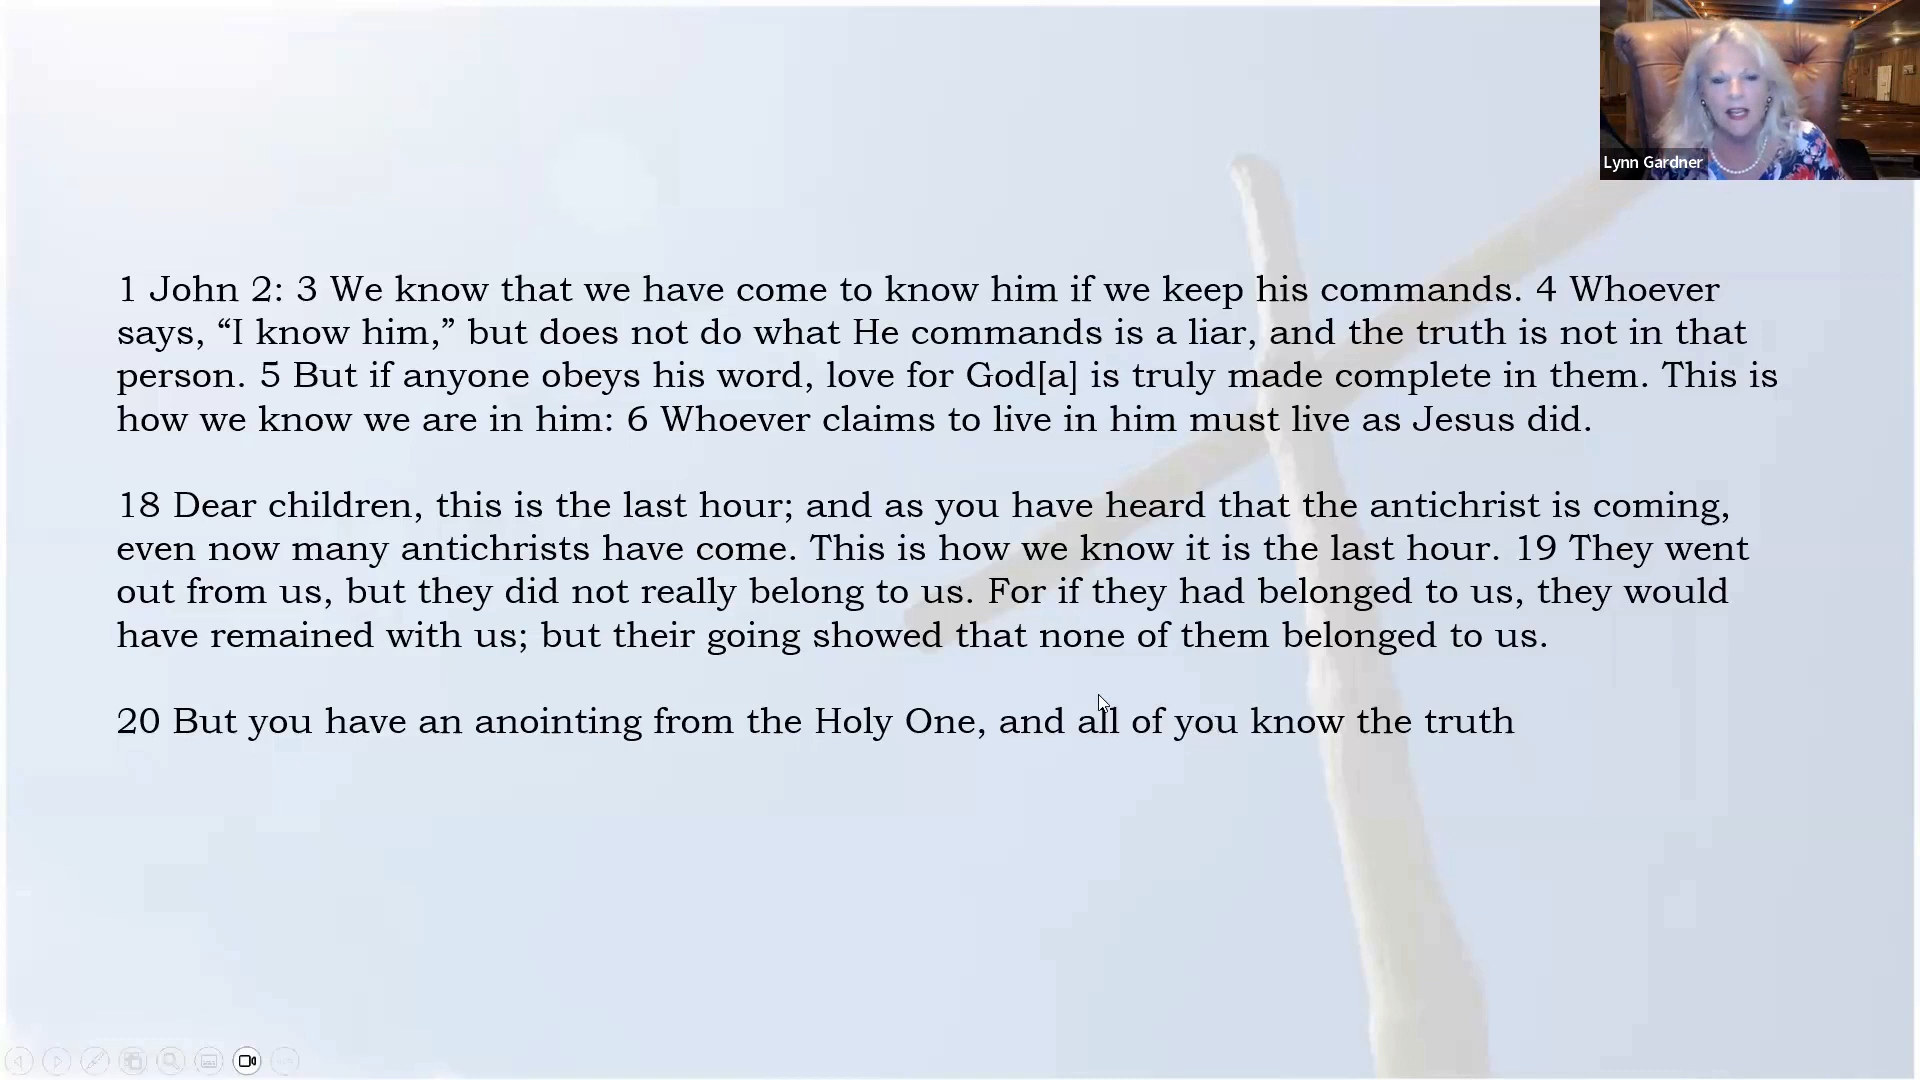 Lynn Gardner
1 John 2: 3 We know that we have come to know him if we keep his commands. 4 Whoever
says, “I know him,” but does not do what He commands is a liar, and the truth is not in that
person. 5 But if anyone obeys his word, love for God[a] is truly made complete in them. This is
how we know we are in him: 6 Whoever claims to live in him must live as Jesus did.
18 Dear children, this is the last hour; and as you have heard that the antichrist is coming,
even now many antichrists have come. This is how we know it is the last hour. 19 They went
out from us, but they did not really belong to us. For if they had belonged to us, they would
have remained with us; but their going showed that none of them belonged to us.
20 But you have an anointing from the Holy One, and all of you know the truth